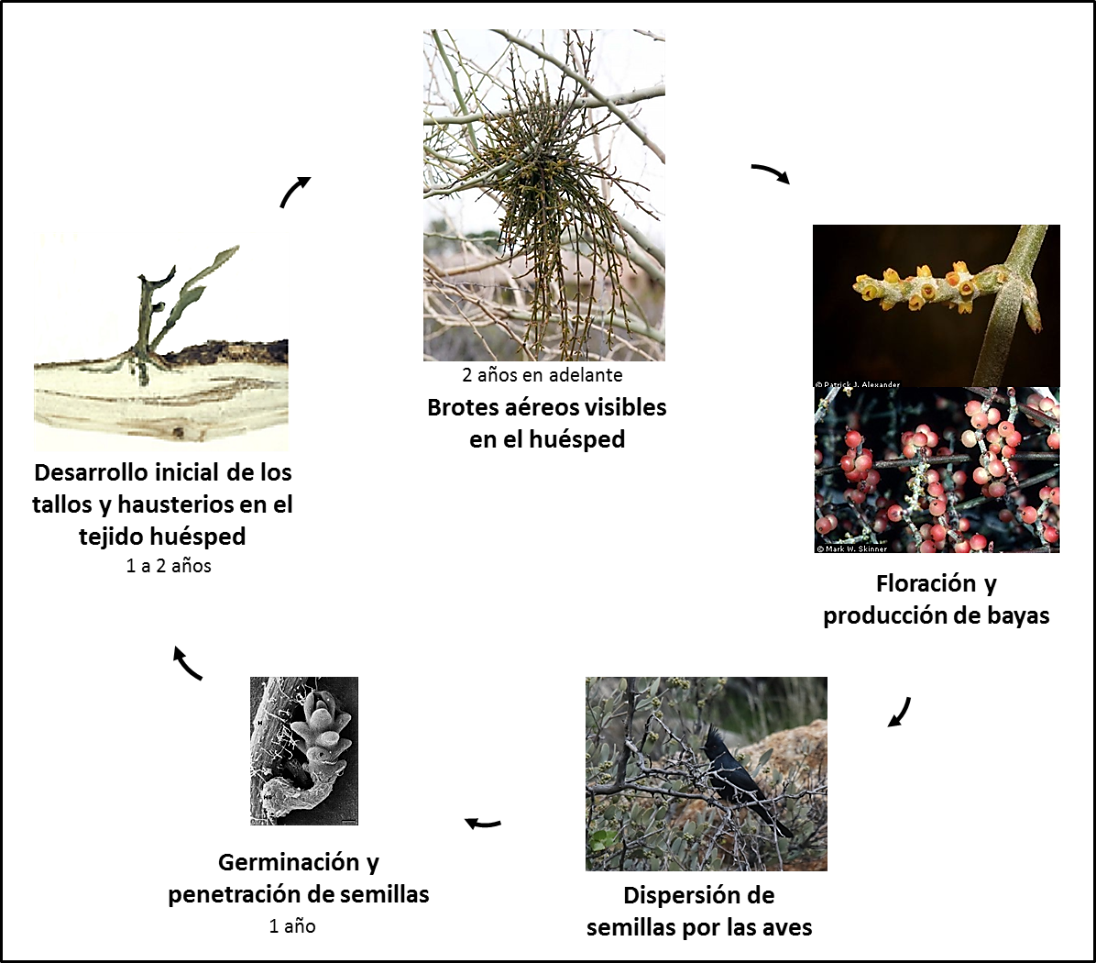 2 años en adelante
Brotes aéreos visibles
en el huésped
© Patrick J. Alexander
© Mark W. Skinner
Floración y
producción de bayas
Dispersión de
semillas por las aves
Germinación y
penetración de semillas
1 año
Desarrollo inicial de los
tallos y hausterios en el
tejido huésped
1 a 2 años